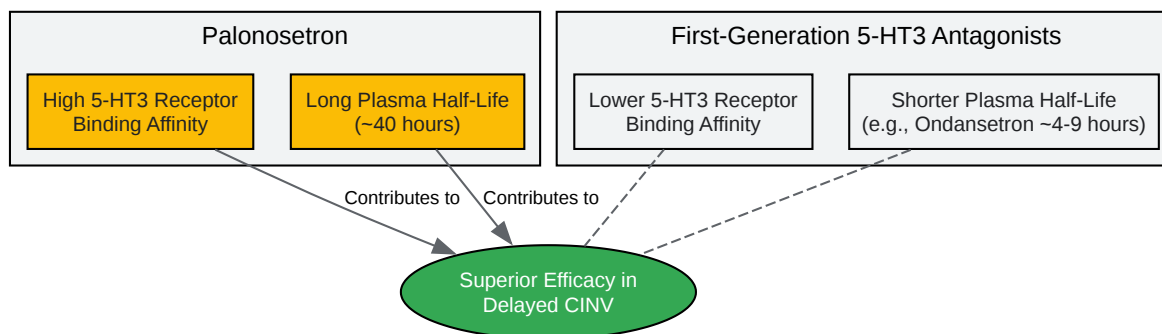 Palonosetron
High 5-HT3 Receptor
Binding Affinity
Long Plasma Half-Life
(~40 hours)
First-Generation 5-HT3 Antagonists
Lower 5-HT3 Receptor
Binding Affinity
Shorter Plasma Half-Life
(e.g., Ondansetron ~4-9 hours)
Contributes to
Contributes to
Superior Efficacy in
Delayed CINV